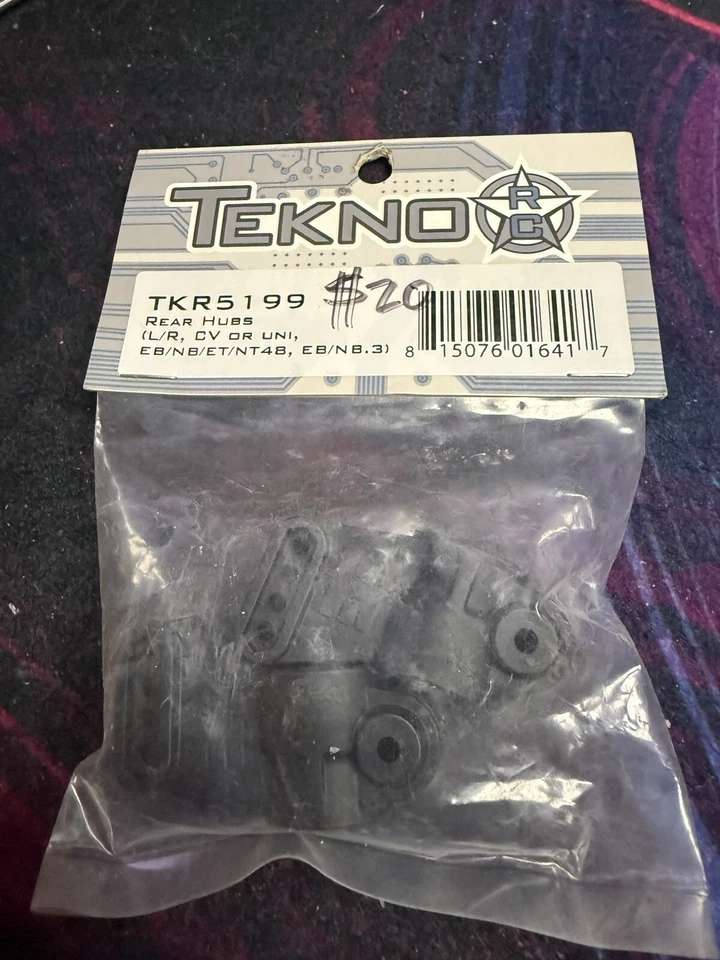 TEKNO RC
TKR5199 $20
REAR HUBS
(L/R, CV OR UNI,
EB/NB/ET/NT48, EB/NB.3)
8 15076 01641 7